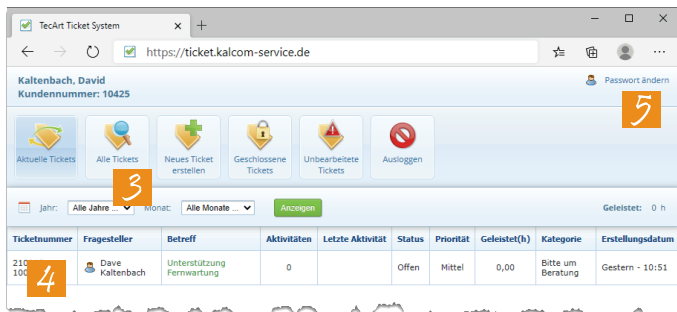 TecArt Ticket System
https://ticket.kalcom-service.de
Kaltenbach, David
Kundennummer: 10425
Passwort ändern
5
Aktuelle Tickets
Alle Tickets
Neues Ticket
erstellen
Geschlossene
Tickets
Unbearbeitete
Tickets
Ausloggen
3
Jahr: Alle Jahre ... Monat: Alle Monate ... Anzeigen Geleistet: 0 h
Ticketnummer Fragesteller Betreff Aktivitäten Letzte Aktivität Status Priorität Geleistet(h) Kategorie Erstellungsdatum
4
Dave
Kaltenbach
Unterstützung
Fernwartung
0
Offen
Mittel
0,00
Bitte um
Beratung
Gestern - 10:51